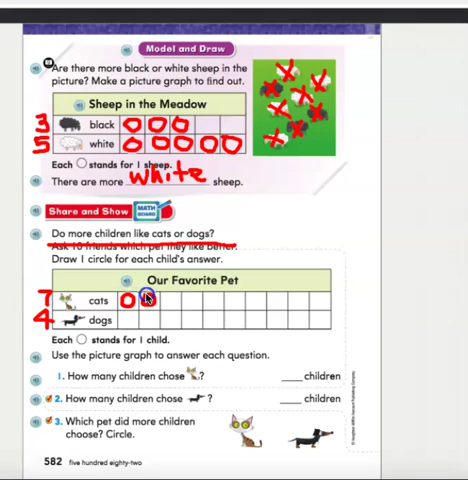 Model and Draw
Are there more black or white sheep in the
picture? Make a picture graph to find out.
Sheep in the Meadow
3 black
5 white
Each ○ stands for 1 sheep.
There are more white sheep.
Share and Show MATH BOARD
Do more children like cats or dogs?
Ask 10 friends which pet they like better.
Draw 1 circle for each child's answer.
Our Favorite Pet
7 cats
4 dogs
Each ○ stands for 1 child.
Use the picture graph to answer each question.
1. How many children chose ? ____ children
2. How many children chose ? ____ children
3. Which pet did more children
choose? Circle.
582 five hundred eighty-two